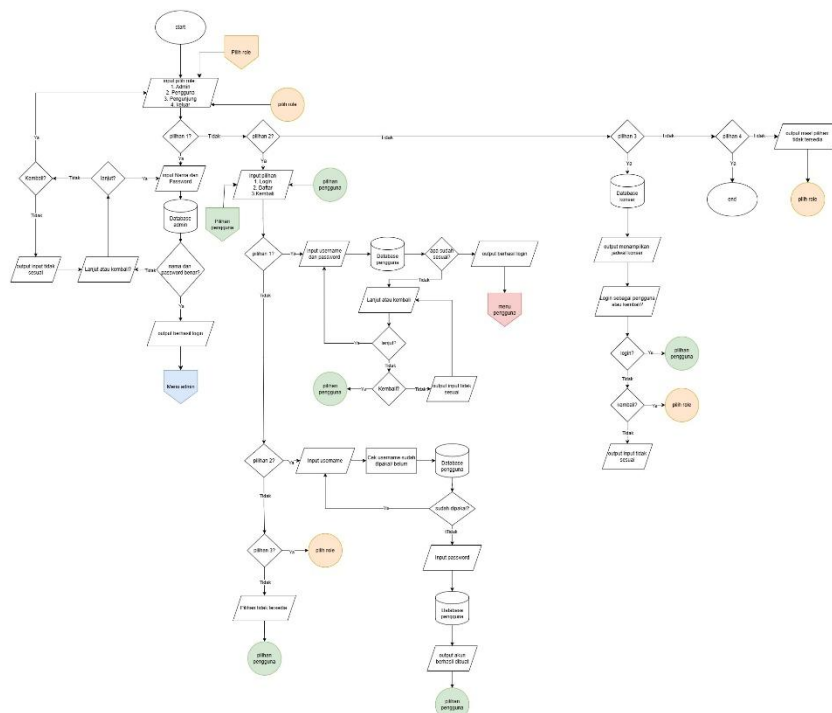 start
Pilih role
input pilih role
1. Admin
2. Pengguna
3. Pengunjung
4. keluar
pilih role
pilihan 1?
Tidak
pilihan 2?
Tidak
pilihan 3
Tidak
pilihan 4
Tidak
output maaf pilihan
tidak tersedia
Ya
Ya
Ya
Ya
Ya
Kembali?
Tidak
lanjut?
Ya
input Nama dan
Password
input pilihan
1. Login
2. Daftar
3. Kembali
pilihan
pengguna
Database
konser
end
pilih role
Database
admin
Pilihan
pengguna
Tidak
output input tidak
sesuai
Lanjut atau kembali?
Tidak
nama dan
password benar?
Ya
output berhasil login
Menu admin
pilihan 1?
Ya
input username
dan password
Database
pengguna
apa sudah
sesuai?
output berhasil login
Tidak
menu
pengguna
Lanjut atau kembali
Ya
lanjut?
Tidak
Tidak
pilihan
pengguna
Ya
Kembali?
Tidak
output input tidak
sesuai
output menampilkan
jadwal konser
Login sebagai pengguna
atau kembali?
login?
Ya
pilihan
pengguna
Tidak
kembali?
Ya
pilih role
Tidak
output input tidak
sesuai
pilihan 2?
Ya
Input username
Cek username sudah
dipakai belum
Database
pengguna
Tidak
Ya
sudah dipakai?
Tidak
pilihan 3?
Ya
pilih role
Input password
Tidak
Pilihan tidak tersedia
Database
pengguna
pilihan
pengguna
output akun
berhasil dibuat
pilihan
pengguna